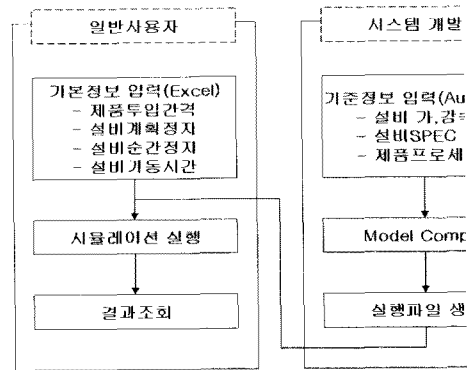 일반사용자
기본정보 입력(Excel)
- 제품투입간격
- 설비계획정지
- 설비순간정지
- 설비가동시간
시뮬레이션 실행
결과조회
시스템 개발
기준정보 입력(Au
- 설비 가,감
- 설비SPEC
- 제품프로세
Model Comp
실행파일 생